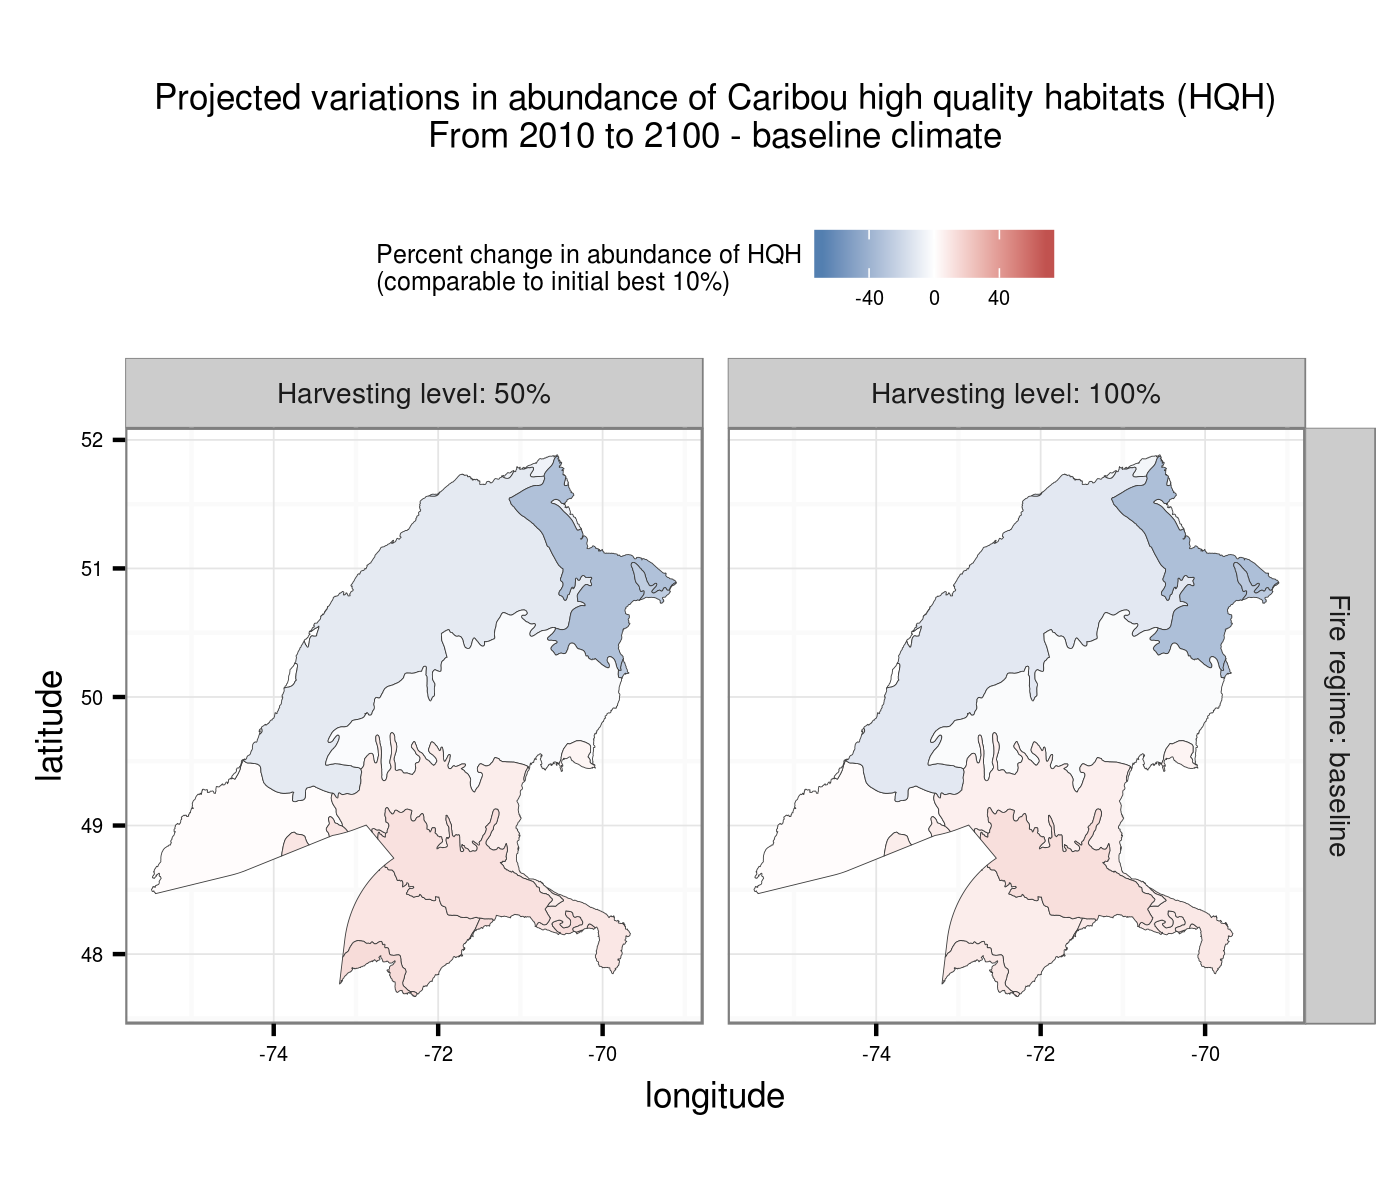 Projected variations in abundance of Caribou high quality habitats (HQH)
From 2010 to 2100 - baseline climate
Percent change in abundance of HQH
(comparable to initial best 10%)
-40 0 40
Harvesting level: 50%
Harvesting level: 100%
Fire regime: baseline
latitude
52
51
50
49
48
-74 -72 -70
-74 -72 -70
longitude